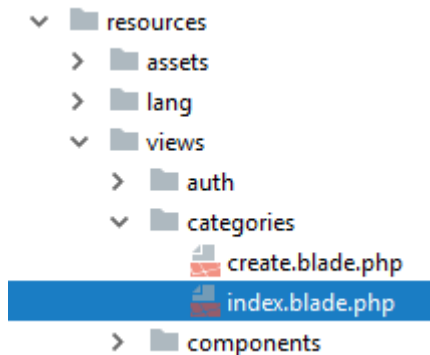 resources
assets
lang
views
auth
categories
create.blade.php
index.blade.php
components